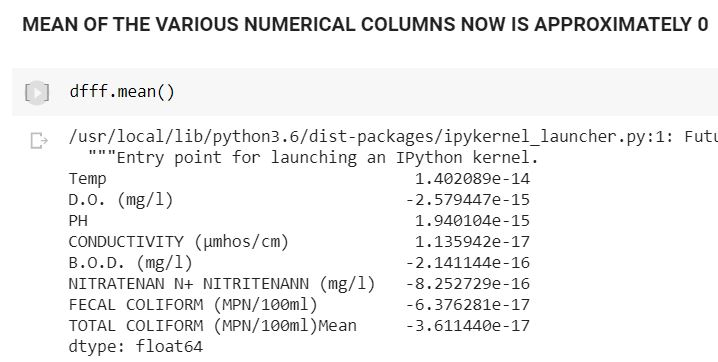 MEAN OF THE VARIOUS NUMERICAL COLUMNS NOW IS APPROXIMATELY 0
dfff.mean()
/usr/local/lib/python3.6/dist-packages/ipykernel_launcher.py:1: Futu
"""Entry point for launching an IPython kernel.
Temp 1.402089e-14
D.O. (mg/l) -2.579447e-15
PH 1.940104e-15
CONDUCTIVITY (µmhos/cm) 1.135942e-17
B.O.D. (mg/l) -2.141144e-16
NITRATENAN N+ NITRITENANN (mg/l) -8.252729e-16
FECAL COLIFORM (MPN/100ml) -6.376281e-17
TOTAL COLIFORM (MPN/100ml)Mean -3.611440e-17
dtype: float64